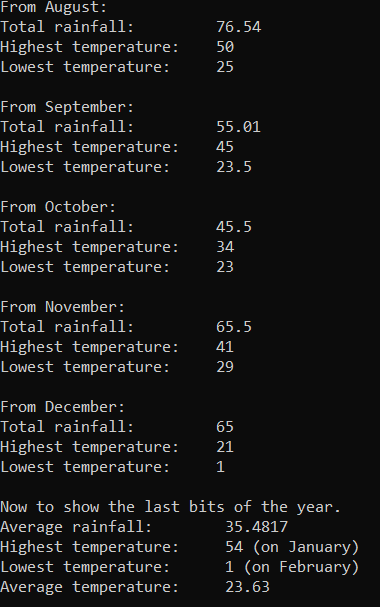 From August:
Total rainfall: 76.54
Highest temperature: 50
Lowest temperature: 25
From September:
Total rainfall: 55.01
Highest temperature: 45
Lowest temperature: 23.5
From October:
Total rainfall: 45.5
Highest temperature: 34
Lowest temperature: 23
From November:
Total rainfall: 65.5
Highest temperature: 41
Lowest temperature: 29
From December:
Total rainfall: 65
Highest temperature: 21
Lowest temperature: 1
Now to show the last bits of the year.
Average rainfall: 35.4817
Highest temperature: 54 (on January)
Lowest temperature: 1 (on February)
Average temperature: 23.63